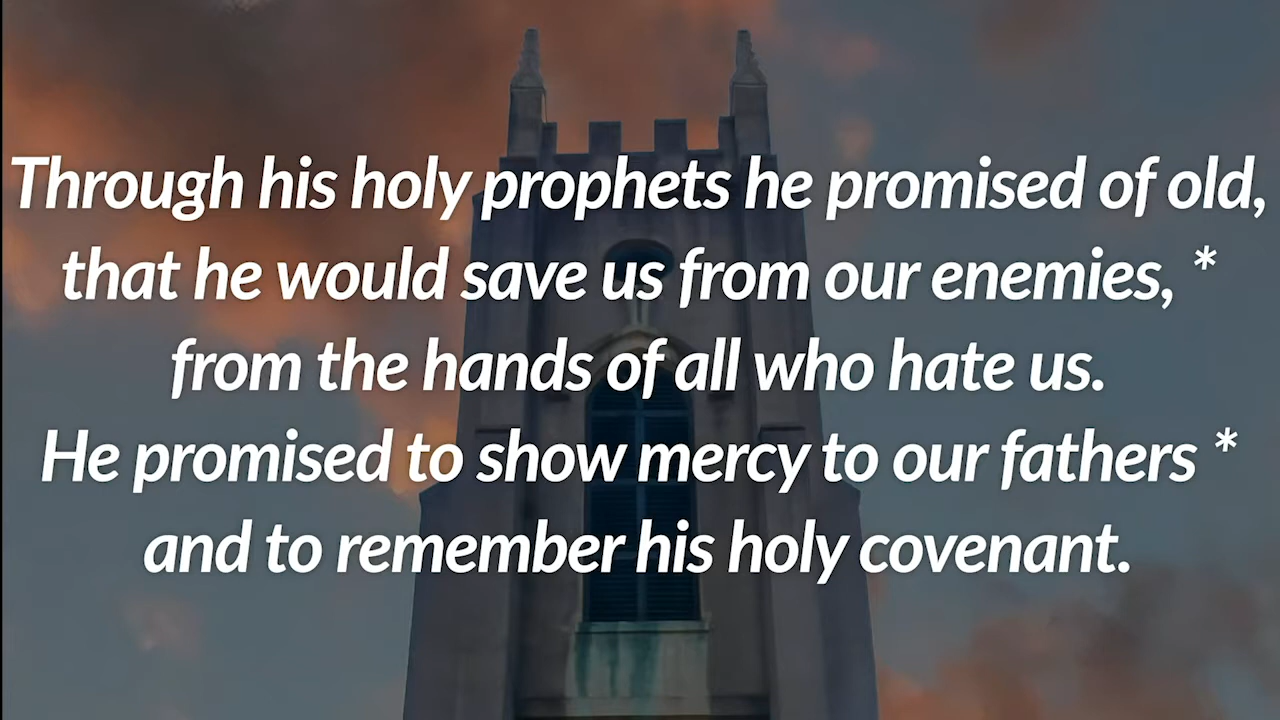 Through his holy prophets he promised of old,
that he would save us from our enemies, *
from the hands of all who hate us.
He promised to show mercy to our fathers *
and to remember his holy covenant.